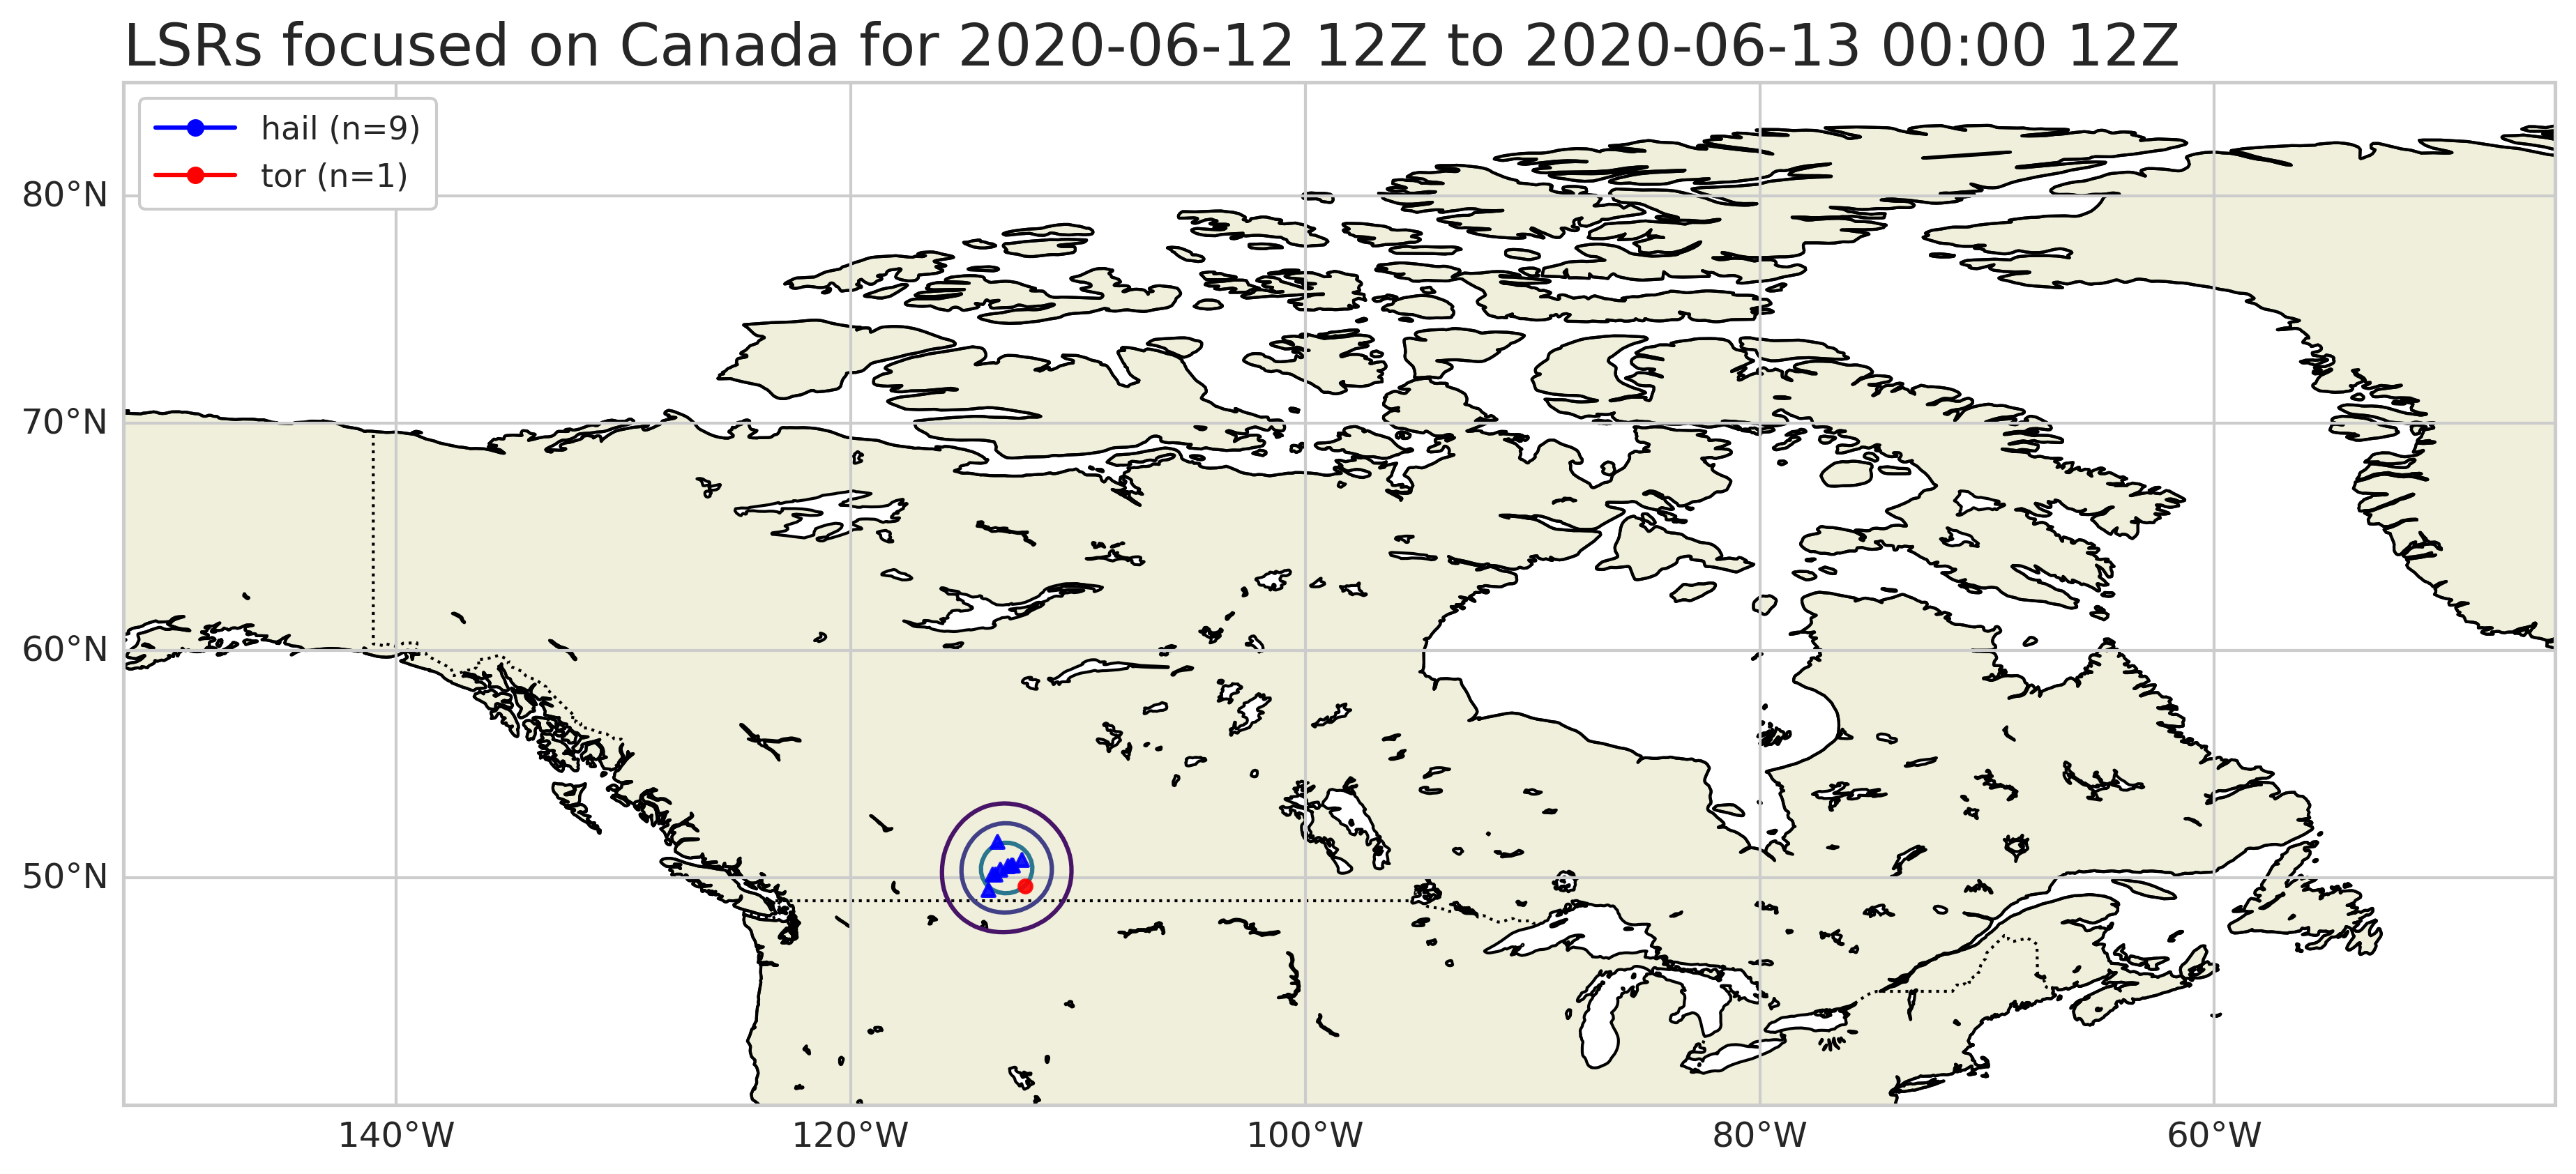 LSRs focused on Canada for 2020-06-12 12Z to 2020-06-13 00:00 12Z
hail (n=9)
tor (n=1)
80°N
70°N
60°N
50°N
140°W
120°W
100°W
80°W
60°W